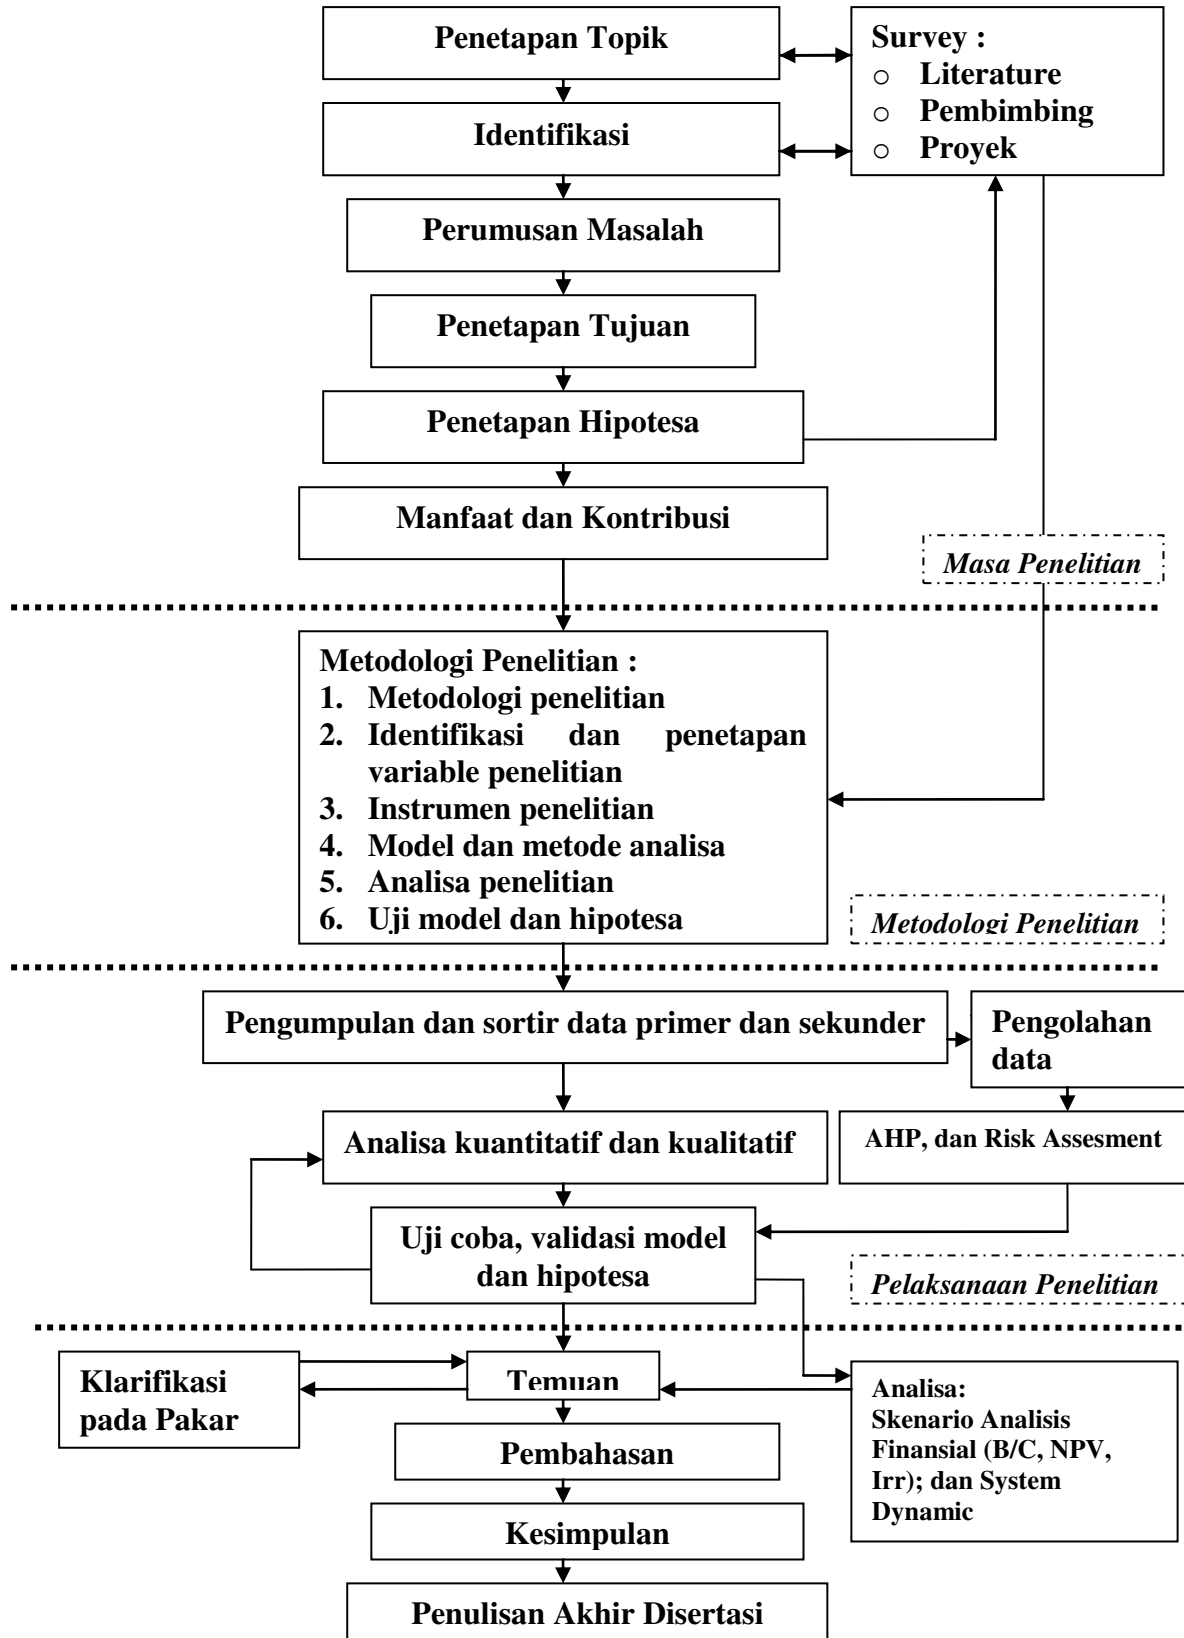 Penetapan Topik
Survey :
o Literature
o Pembimbing
o Proyek
Identifikasi
Perumusan Masalah
Penetapan Tujuan
Penetapan Hipotesa
Manfaat dan Kontribusi
Masa Penelitian
Metodologi Penelitian :
1. Metodologi penelitian
2. Identifikasi dan penetapan
variable penelitian
3. Instrumen penelitian
4. Model dan metode analisa
5. Analisa penelitian
6. Uji model dan hipotesa
Metodologi Penelitian
Pengumpulan dan sortir data primer dan sekunder
Pengolahan
data
Analisa kuantitatif dan kualitatif
AHP, dan Risk Assesment
Uji coba, validasi model
dan hipotesa
Pelaksanaan Penelitian
Klarifikasi
pada Pakar
Temuan
Analisa:
Skenario Analisis
Finansial (B/C, NPV,
Irr); dan System
Dynamic
Pembahasan
Kesimpulan
Penulisan Akhir Disertasi